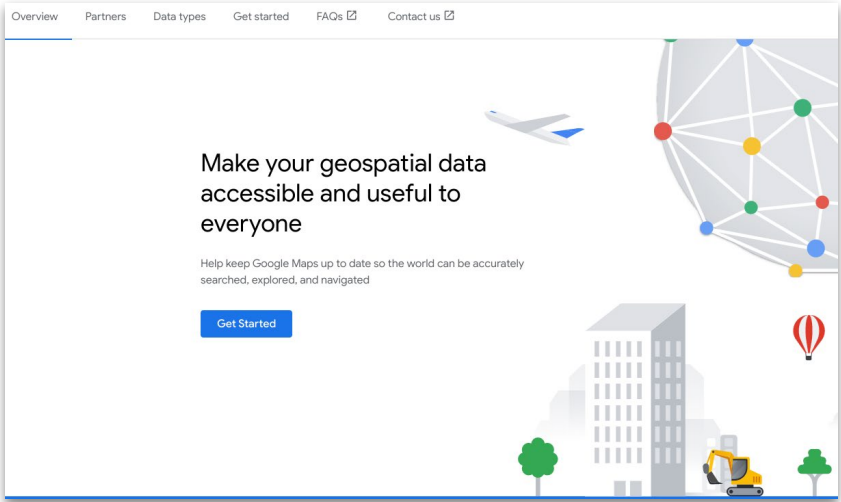 Overview Partners Data types Get started FAQs Contact us
Make your geospatial data
accessible and useful to
everyone
Help keep Google Maps up to date so the world can be accurately
searched, explored, and navigated
Get Started